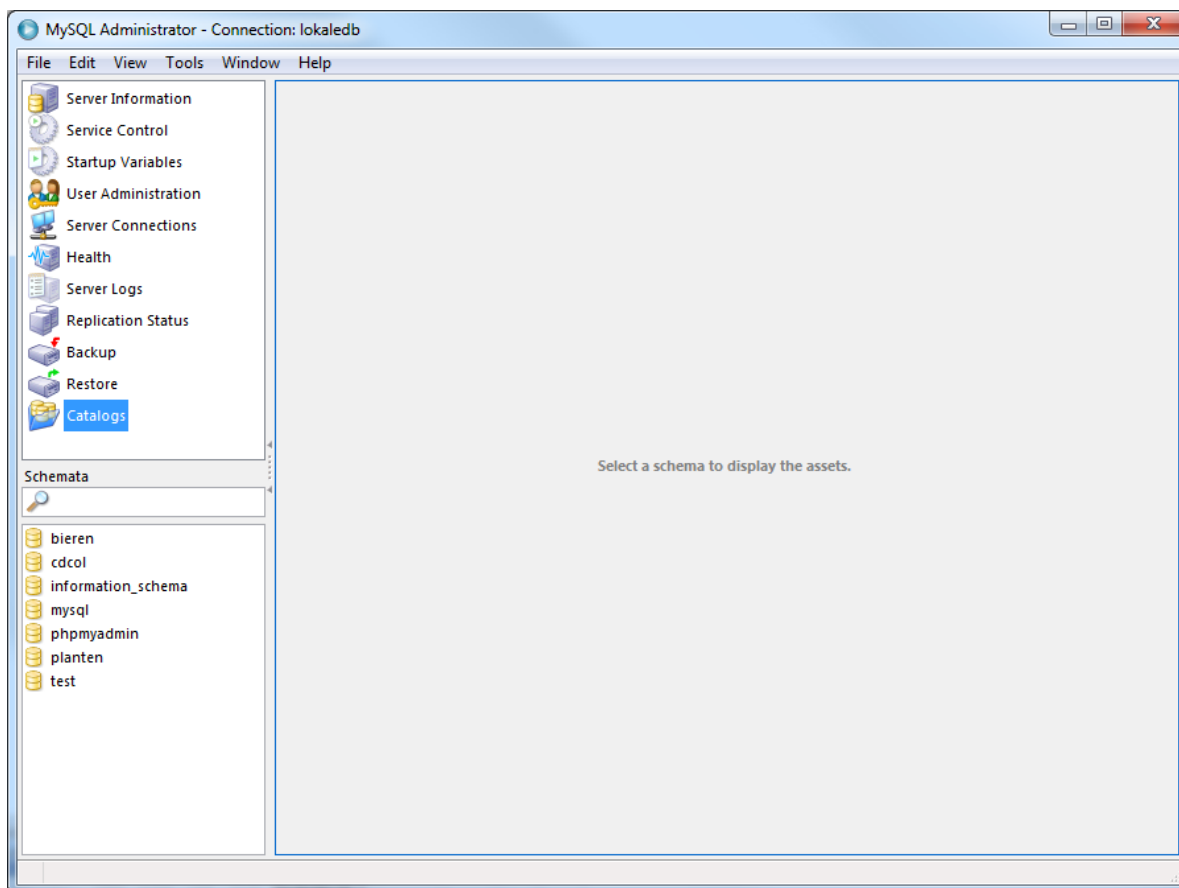 MySQL Administrator - Connection: lokaledb
File Edit View Tools Window Help
Server Information
Service Control
Startup Variables
User Administration
Server Connections
Health
Server Logs
Replication Status
Backup
Restore
Catalogs
Schemata
bieren
cdcol
information_schema
mysql
phpmyadmin
planten
test
Select a schema to display the assets.